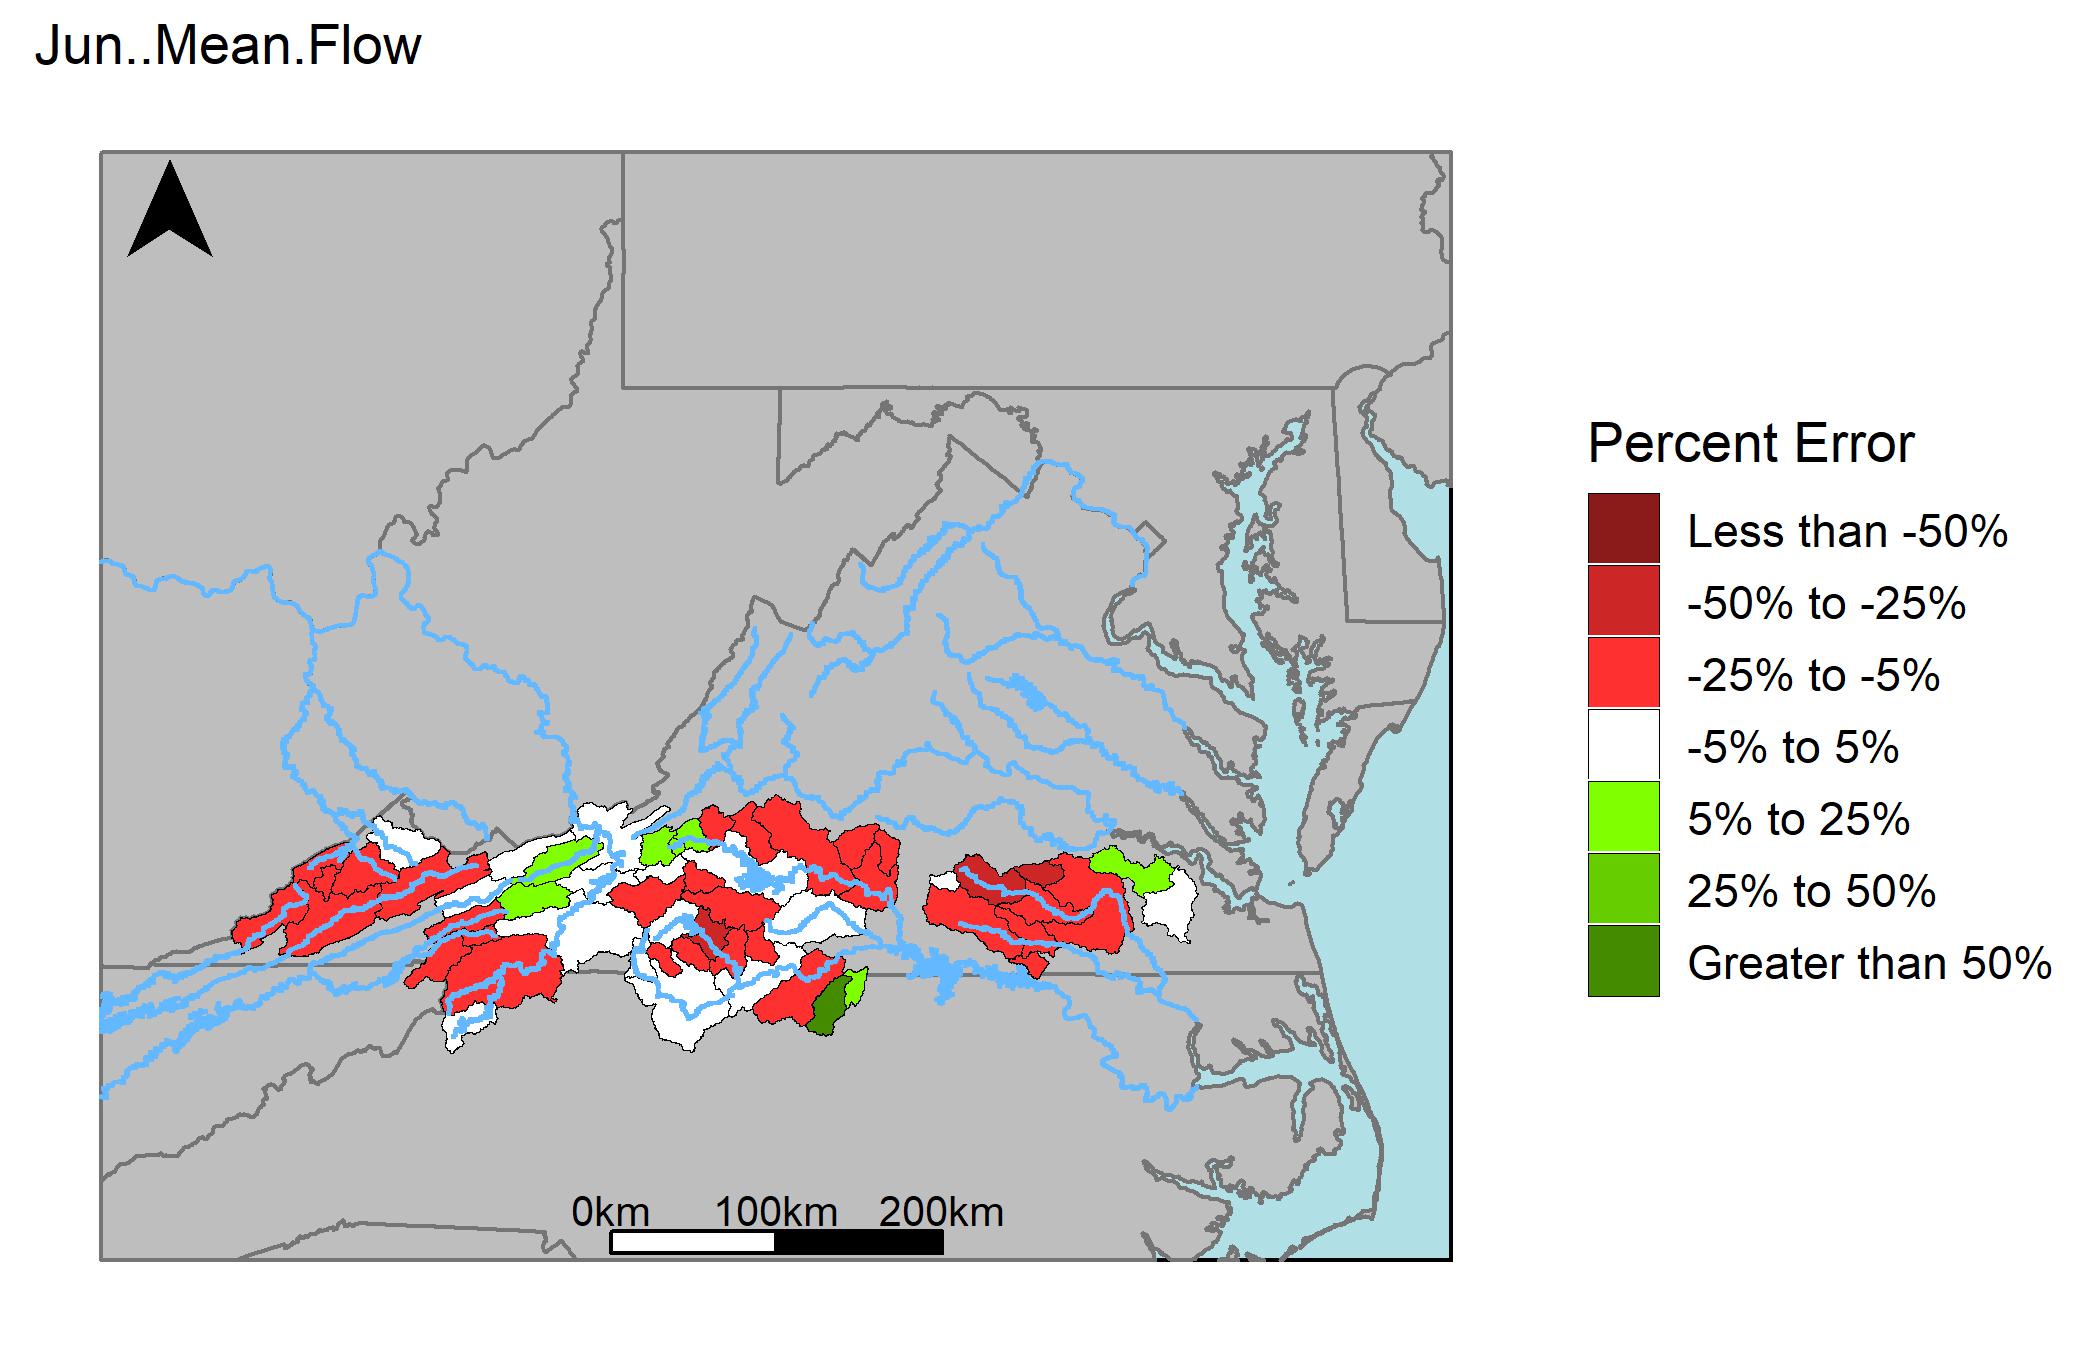 Jun..Mean.Flow
Percent Error
Less than -50%
-50% to -25%
-25% to -5%
-5% to 5%
5% to 25%
25% to 50%
Greater than 50%
0km 100km 200km